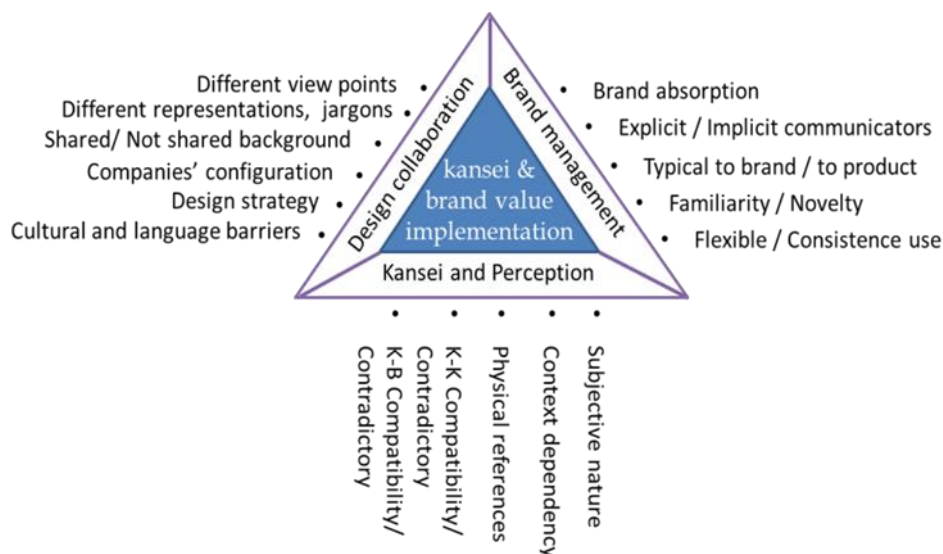 Different view points
Different representations, jargons
Shared/ Not shared background
Companies' configuration
Design strategy
Cultural and language barriers
Design collaboration
Brand management
kansei &
brand value
implementation
Kansei and Perception
Brand absorption
Explicit / Implicit communicators
Typical to brand / to product
Familiarity / Novelty
Flexible / Consistence use
K-B Compatibility/
Contradictory
K-K Compatibility/
Contradictory
Physical references
Context dependency
Subjective nature